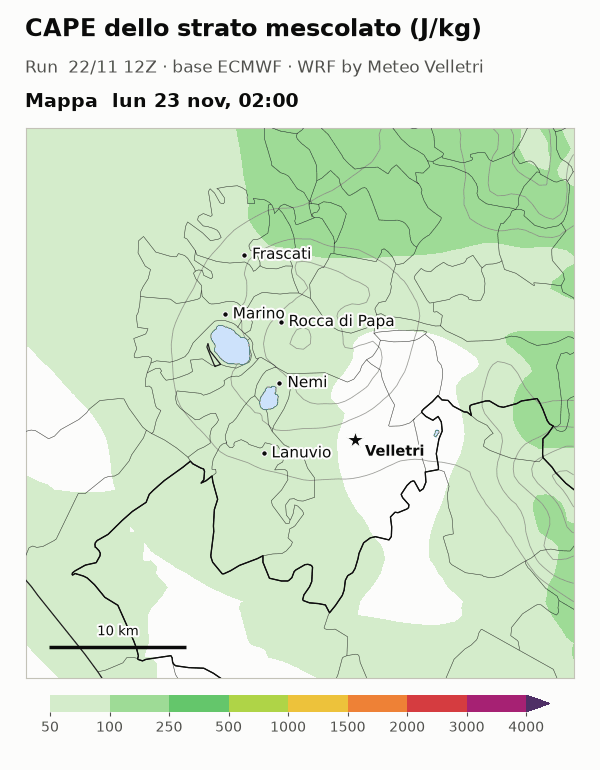 CAPE dello strato mescolato (J/kg)
Run  22/11 12Z · base ECMWF · WRF by Meteo Velletri
Mappa  lun 23 nov, 02:00
Frascati
Marino
Rocca di Papa
Nemi
Velletri
Lanuvio
10 km
50 100 250 500 1000 1500 2000 3000 4000